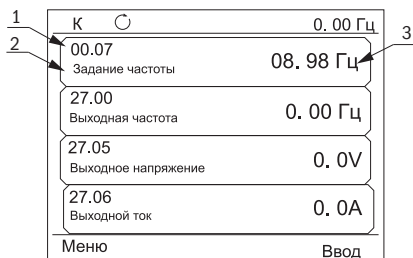 1
2
3
К 0. 00 Гц
00.07
Задание частоты
08. 98 Гц
27.00
Выходная частота
0. 00 Гц
27.05
Выходное напряжение
0. 0V
27.06
Выходной ток
0. 0A
Меню Ввод